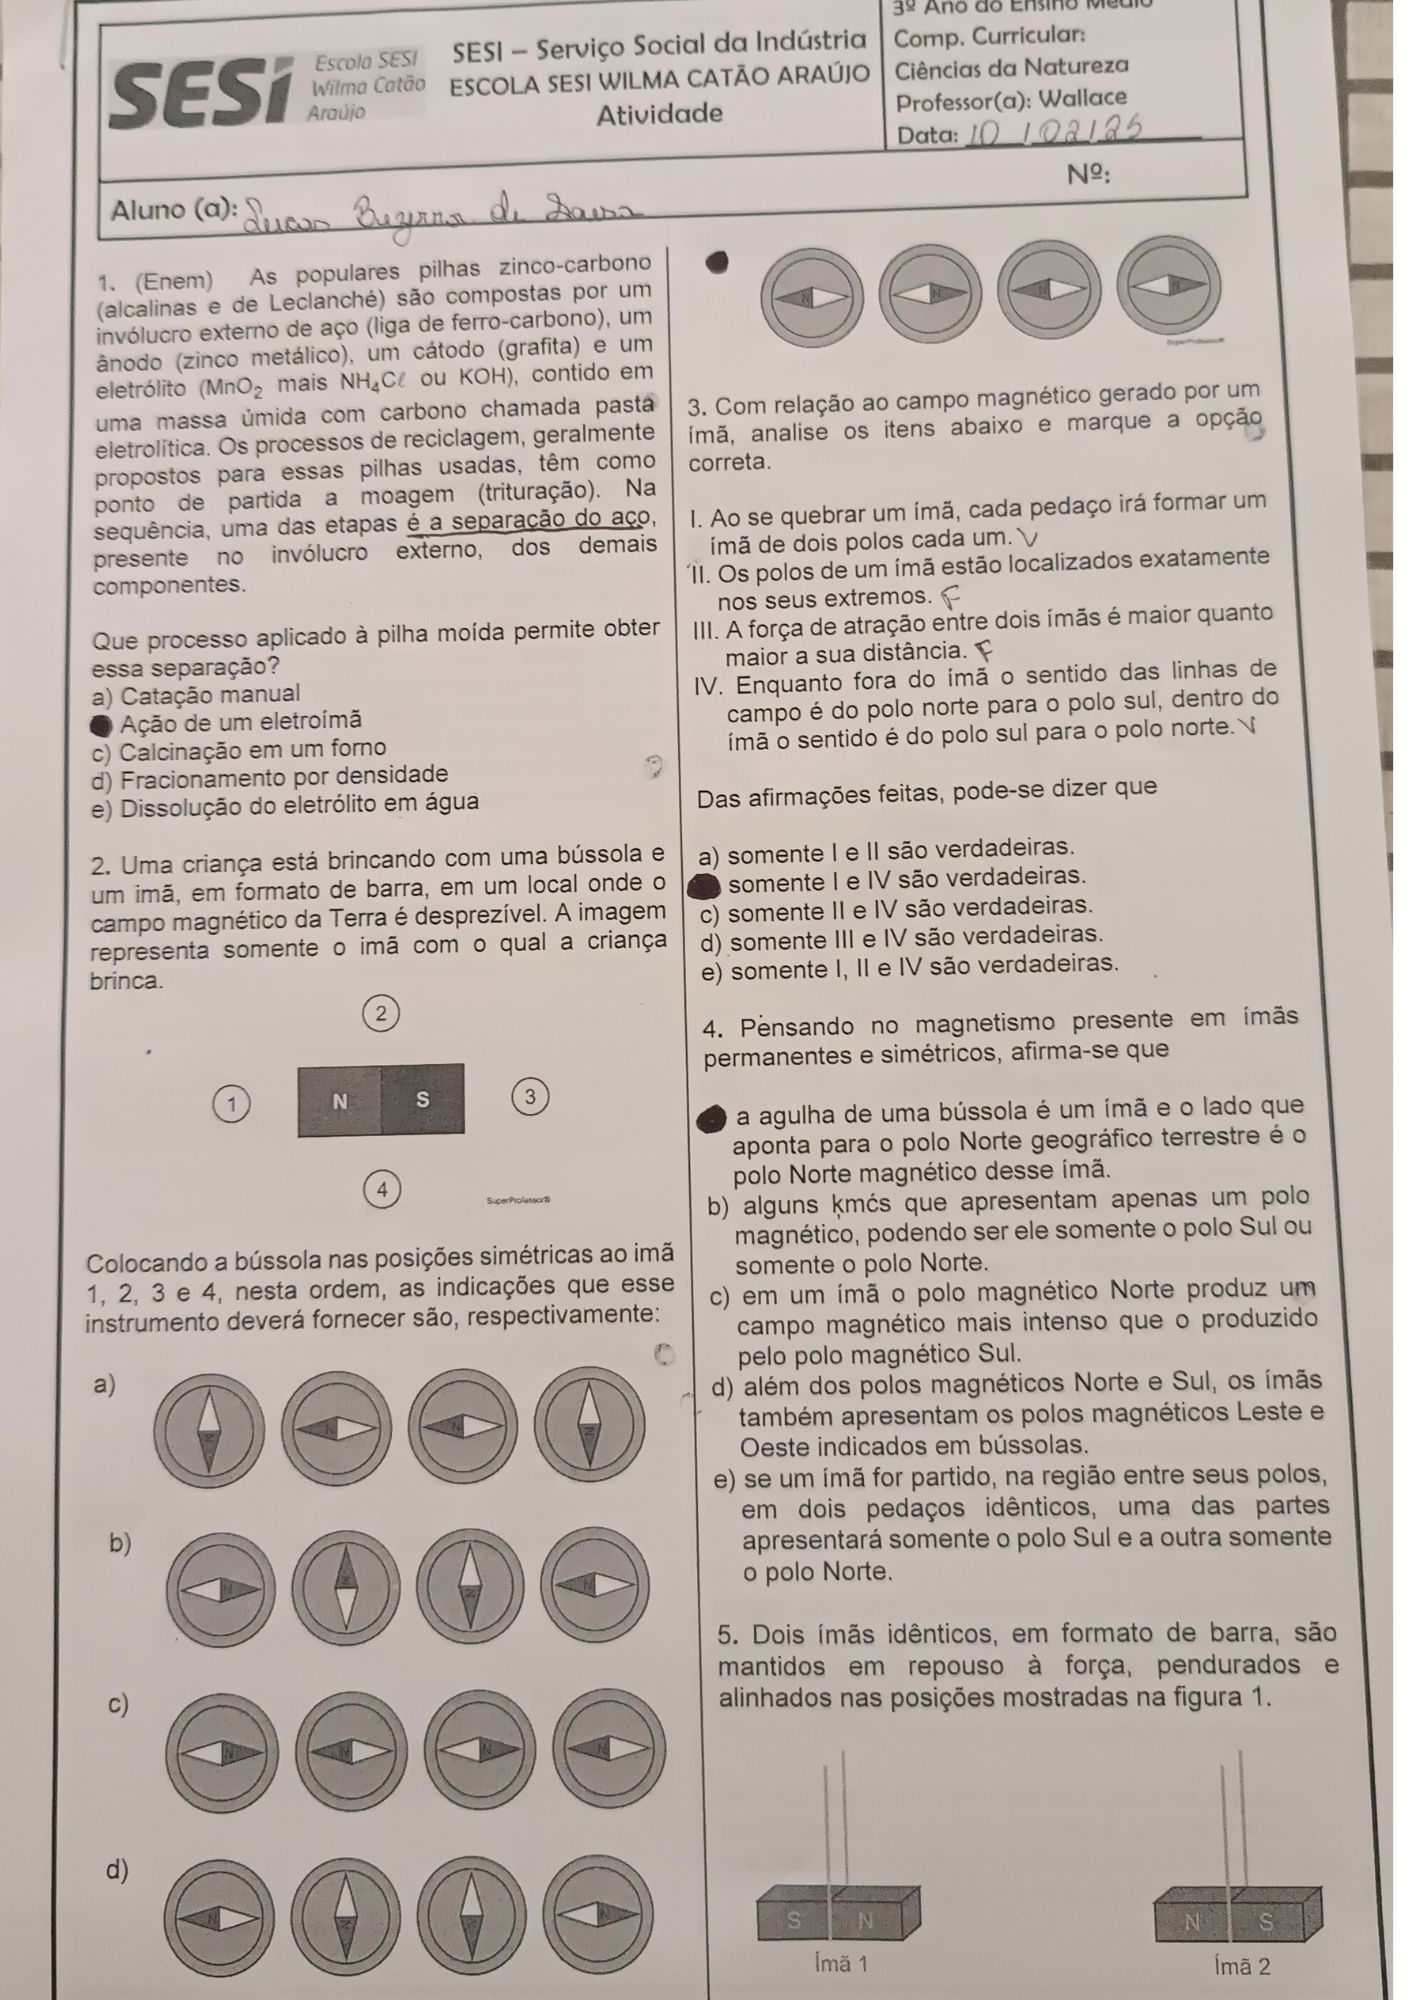 3º Ano do Ensino Médio
SESI
Escola SESI
Wilma Catão
Araújo
SESI – Serviço Social da Indústria
ESCOLA SESI WILMA CATÃO ARAÚJO
Atividade
Comp. Curricular:
Ciências da Natureza
Professor(a): Wallace
Data: 10/02/25
Nº:
Aluno (a): Lucas Bezerra de
1. (Enem) As populares pilhas zinco-carbono
(alcalinas e de Leclanché) são compostas por um
invólucro externo de aço (liga de ferro-carbono), um
ânodo (zinco metálico), um cátodo (grafita) e um
eletrólito (MnO₂ mais NH₄Cℓ ou KOH), contido em
uma massa úmida com carbono chamada pasta
eletrolítica. Os processos de reciclagem, geralmente
propostos para essas pilhas usadas, têm como
ponto de partida a moagem (trituração). Na
sequência, uma das etapas é a separação do aço,
presente no invólucro externo, dos demais
componentes.
Que processo aplicado à pilha moída permite obter
essa separação?
a) Catação manual
Ação de um eletroímã
c) Calcinação em um forno
d) Fracionamento por densidade
e) Dissolução do eletrólito em água
2. Uma criança está brincando com uma bússola e
um imã, em formato de barra, em um local onde o
campo magnético da Terra é desprezível. A imagem
representa somente o imã com o qual a criança
brinca.
2
1 N S 3
4
SuperProfessor®
Colocando a bússola nas posições simétricas ao imã
1, 2, 3 e 4, nesta ordem, as indicações que esse
instrumento deverá fornecer são, respectivamente:
a)
N N N N
b)
N N N N
c)
N N N N
d)
N N N N
N N N N
SuperProfessor®
3. Com relação ao campo magnético gerado por um
ímã, analise os itens abaixo e marque a opção
correta.
I. Ao se quebrar um ímã, cada pedaço irá formar um
ímã de dois polos cada um. V
II. Os polos de um ímã estão localizados exatamente
nos seus extremos. F
III. A força de atração entre dois ímãs é maior quanto
maior a sua distância. F
IV. Enquanto fora do ímã o sentido das linhas de
campo é do polo norte para o polo sul, dentro do
ímã o sentido é do polo sul para o polo norte. V
Das afirmações feitas, pode-se dizer que
a) somente I e II são verdadeiras.
somente I e IV são verdadeiras.
c) somente II e IV são verdadeiras.
d) somente III e IV são verdadeiras.
e) somente I, II e IV são verdadeiras.
4. Pensando no magnetismo presente em ímãs
permanentes e simétricos, afirma-se que
a agulha de uma bússola é um ímã e o lado que
aponta para o polo Norte geográfico terrestre é o
polo Norte magnético desse ímã.
b) alguns ķmćs que apresentam apenas um polo
magnético, podendo ser ele somente o polo Sul ou
somente o polo Norte.
c) em um ímã o polo magnético Norte produz um
campo magnético mais intenso que o produzido
pelo polo magnético Sul.
d) além dos polos magnéticos Norte e Sul, os ímãs
também apresentam os polos magnéticos Leste e
Oeste indicados em bússolas.
e) se um ímã for partido, na região entre seus polos,
em dois pedaços idênticos, uma das partes
apresentará somente o polo Sul e a outra somente
o polo Norte.
5. Dois ímãs idênticos, em formato de barra, são
mantidos em repouso à força, pendurados e
alinhados nas posições mostradas na figura 1.
S N N S
Ímã 1 Ímã 2